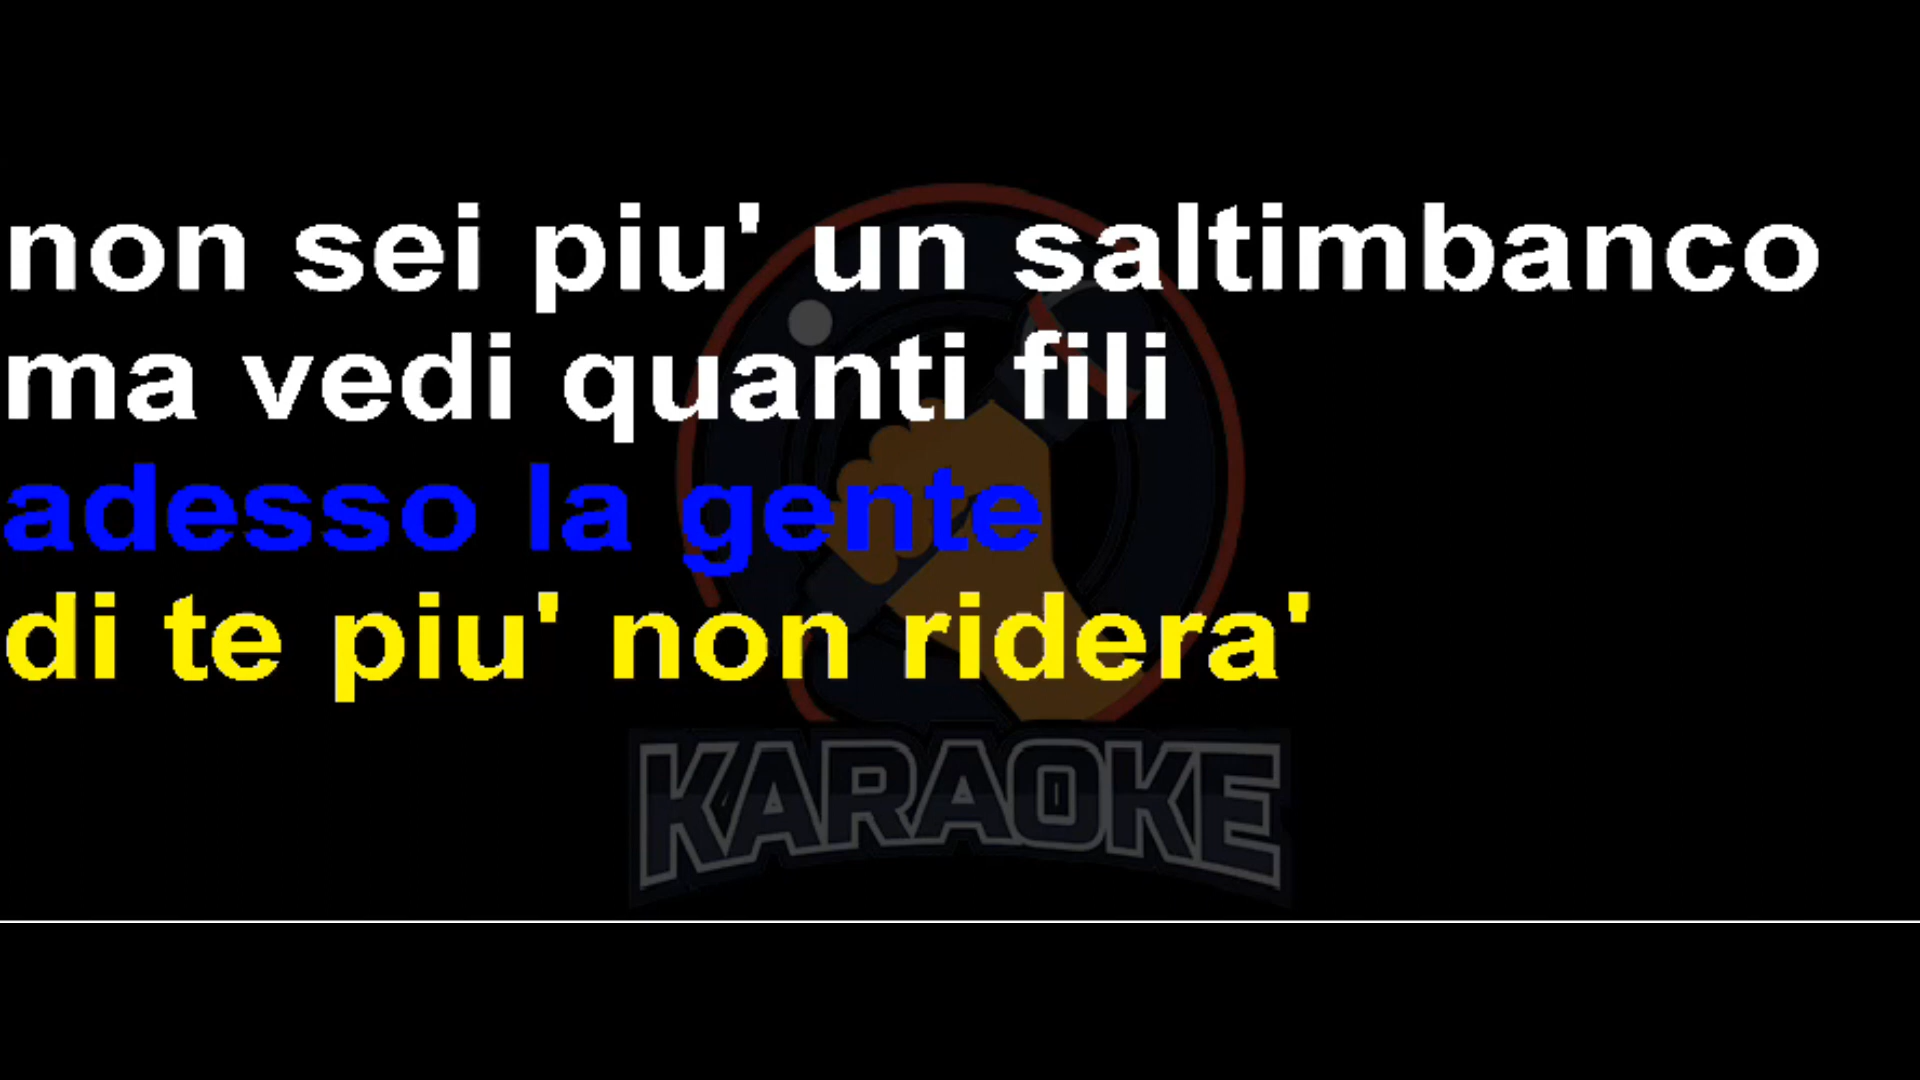 non sei piu' un saltimbanco
ma vedi quanti fili
adesso la gente
di te piu' non ridera'
KARAOKE